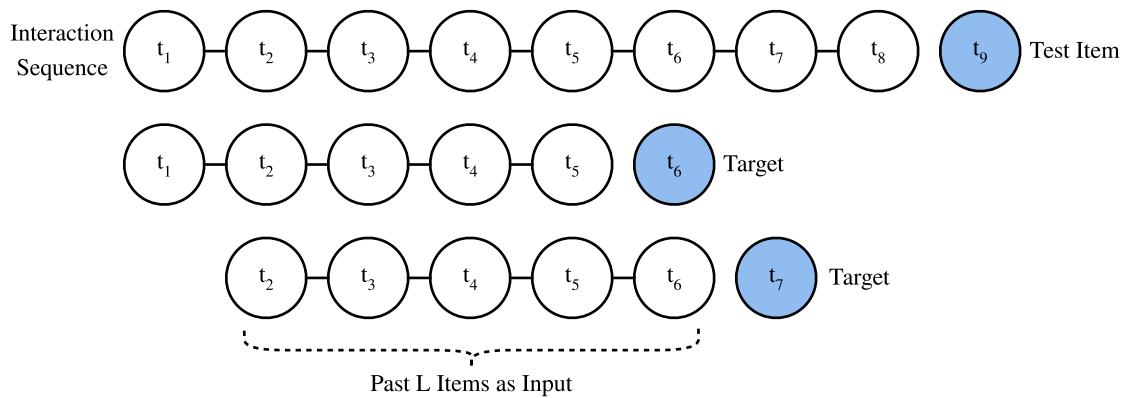 Interaction
Sequence
t1 t2 t3 t4 t5 t6 t7 t8 t9 Test Item
t1 t2 t3 t4 t5 t6 Target
t2 t3 t4 t5 t6 t7 Target
Past L Items as Input